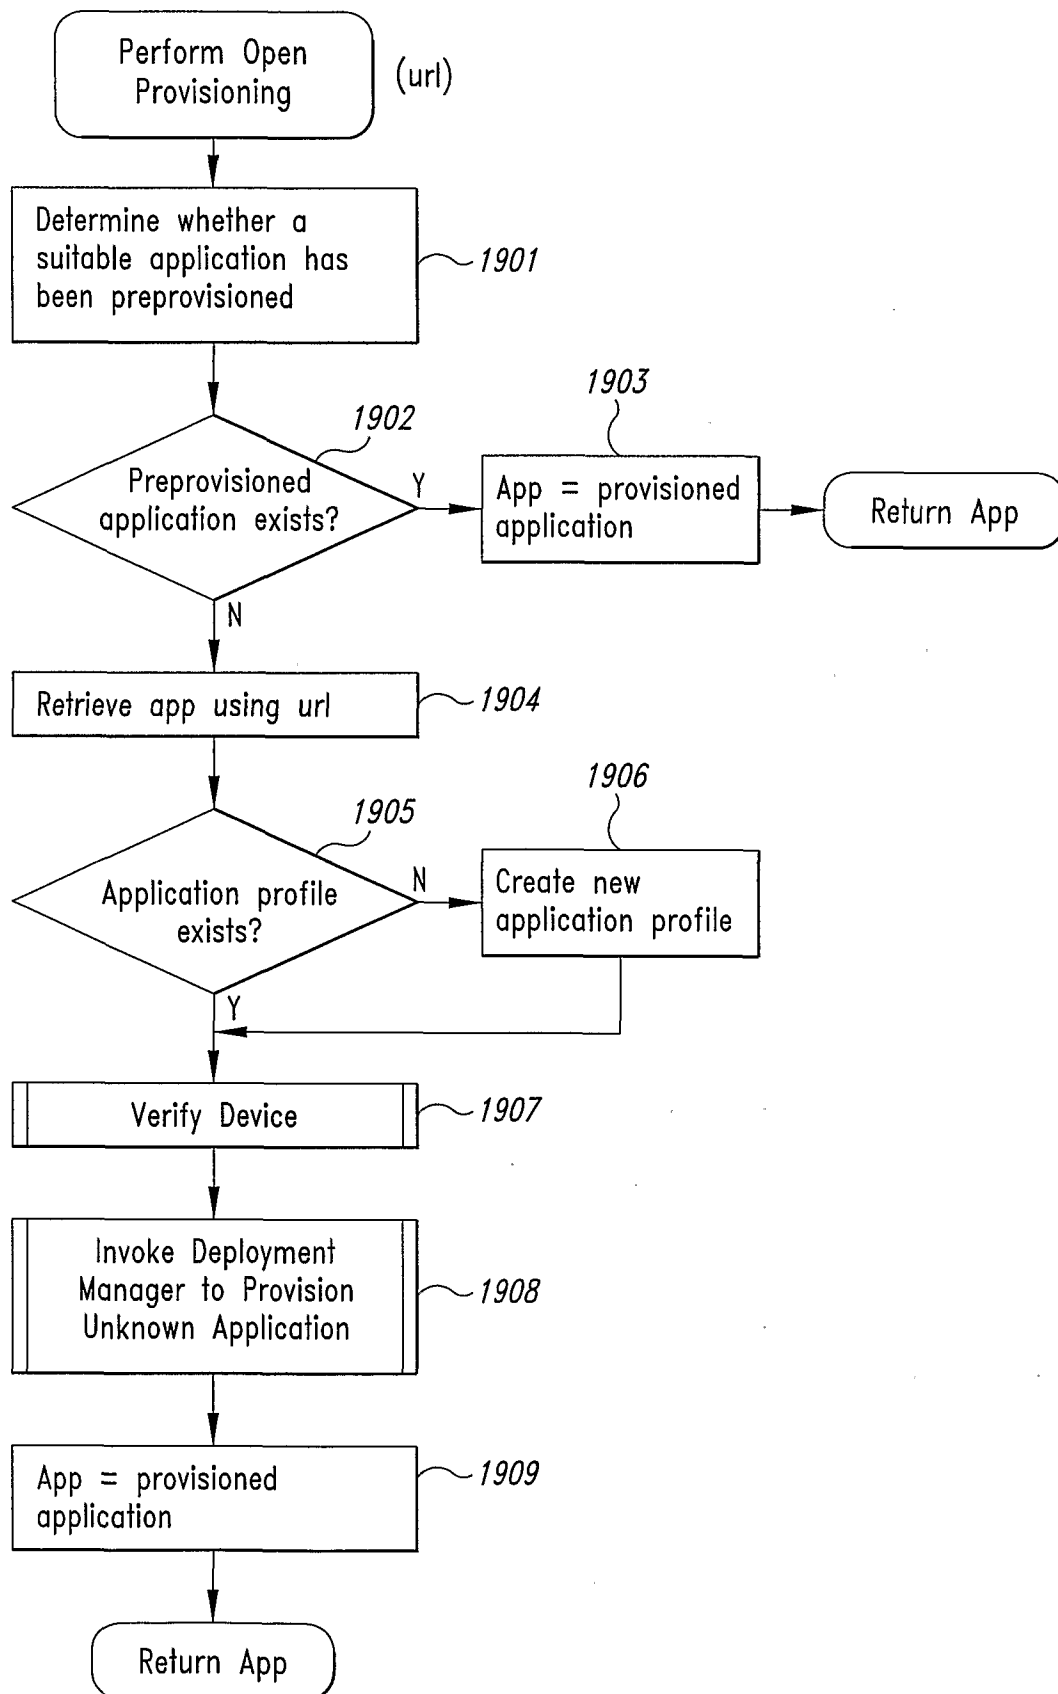 Perform Open
Provisioning
(url)
Determine whether a
suitable application has
been preprovisioned
1901
1902
Preprovisioned
application exists?
Y
N
1903
App = provisioned
application
Return App
Retrieve app using url
1904
1905
Application profile
exists?
N
Y
1906
Create new
application profile
Verify Device
1907
Invoke Deployment
Manager to Provision
Unknown Application
1908
App = provisioned
application
1909
Return App